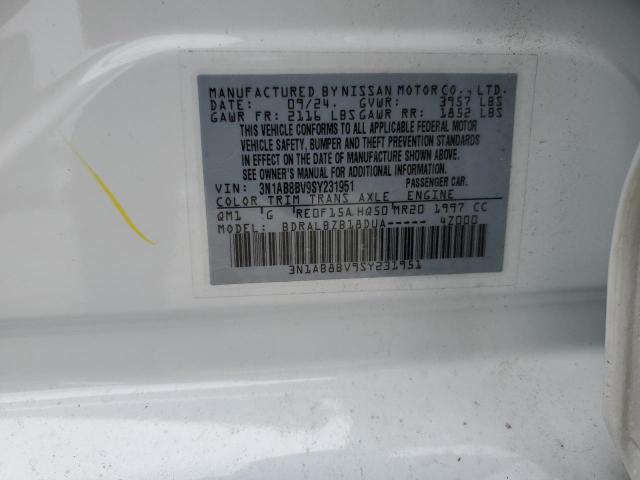 MANUFACTURED BY NISSAN MOTOR CO., LTD.
DATE: 09/24. GVWR: 3957 LBS
GAWR FR: 2116 LBS GAWR RR: 1852 LBS
THIS VEHICLE CONFORMS TO ALL APPLICABLE FEDERAL MOTOR
VEHICLE SAFETY, BUMPER AND THEFT PREVENTION STANDARDS
IN EFFECT ON THE DATE OF MANUFACTURE SHOWN ABOVE.
SEE OWNER'S MANUAL FOR ADDITIONAL INFORMATION.
VIN: 3N1AB8BV9SY231951 PASSENGER CAR
COLOR TRIM TRANS AXLE ENGINE
QM1 G RE0F15A HQ50 MR20 1997 CC
MODEL: BDRALBZB18DUA----- 4Z000
3N1AB8BV9SY231951